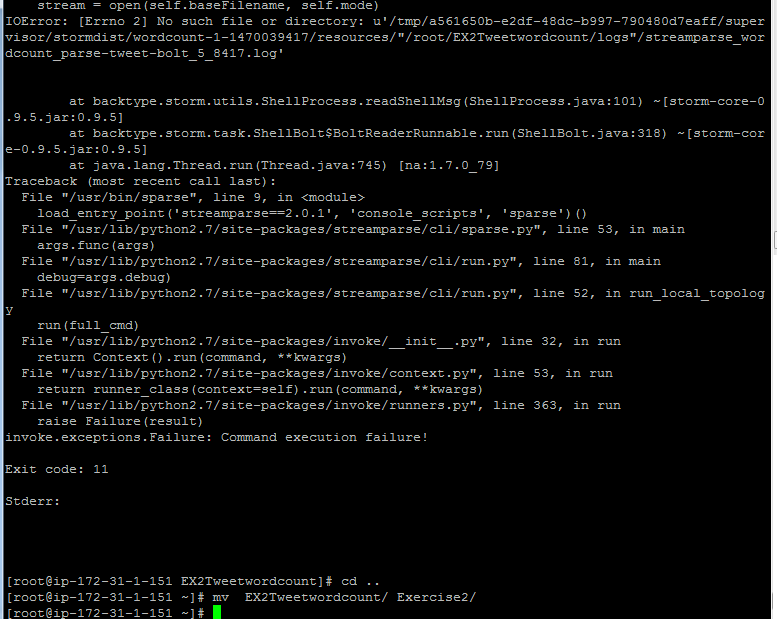 stream = open(self.baseFilename, self.mode)
IOError: [Errno 2] No such file or directory: u'/tmp/a561650b-e2df-48dc-b997-790480d7eaff/super
visor/stormdist/wordcount-1-1470039417/resources/"/root/EX2Tweetwordcount/logs"/streamparse_wor
dcount_parse-tweet-bolt_5_8417.log'
        at backtype.storm.utils.ShellProcess.readShellMsg(ShellProcess.java:101) ~[storm-core-0
.9.5.jar:0.9.5]
        at backtype.storm.task.ShellBolt$BoltReaderRunnable.run(ShellBolt.java:318) ~[storm-cor
e-0.9.5.jar:0.9.5]
        at java.lang.Thread.run(Thread.java:745) [na:1.7.0_79]
Traceback (most recent call last):
  File "/usr/bin/sparse", line 9, in <module>
    load_entry_point('streamparse==2.0.1', 'console_scripts', 'sparse')()
  File "/usr/lib/python2.7/site-packages/streamparse/cli/sparse.py", line 53, in main
    args.func(args)
  File "/usr/lib/python2.7/site-packages/streamparse/cli/run.py", line 81, in main
    debug=args.debug)
  File "/usr/lib/python2.7/site-packages/streamparse/cli/run.py", line 52, in run_local_topolog
y
    run(full_cmd)
  File "/usr/lib/python2.7/site-packages/invoke/__init__.py", line 32, in run
    return Context().run(command, **kwargs)
  File "/usr/lib/python2.7/site-packages/invoke/context.py", line 53, in run
    return runner_class(context=self).run(command, **kwargs)
  File "/usr/lib/python2.7/site-packages/invoke/runners.py", line 363, in run
    raise Failure(result)
invoke.exceptions.Failure: Command execution failure!
Exit code: 11
Stderr:
[root@ip-172-31-1-151 EX2Tweetwordcount]# cd ..
[root@ip-172-31-1-151 ~]# mv  EX2Tweetwordcount/ Exercise2/
[root@ip-172-31-1-151 ~]#